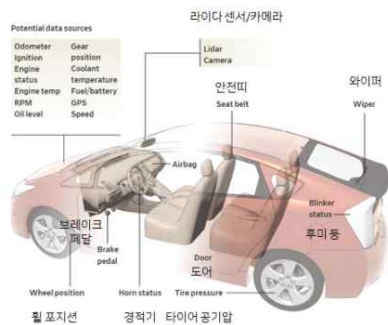 라이다 센서/카메라
Potential data sources
Odometer Gear
Ignition position
Engine Coolant
status temperature
Engine temp Fuel/battery
RPM GPS
Oil level Speed
Lidar
Camera
안전띠
Seat belt
와이퍼
Wiper
Airbag
Blinker
status
후미등
브레이크
페달
Brake
pedal
Door
도어
Wheel position Horn status Tire pressure
휠 포지션 경적기 타이어 공기압